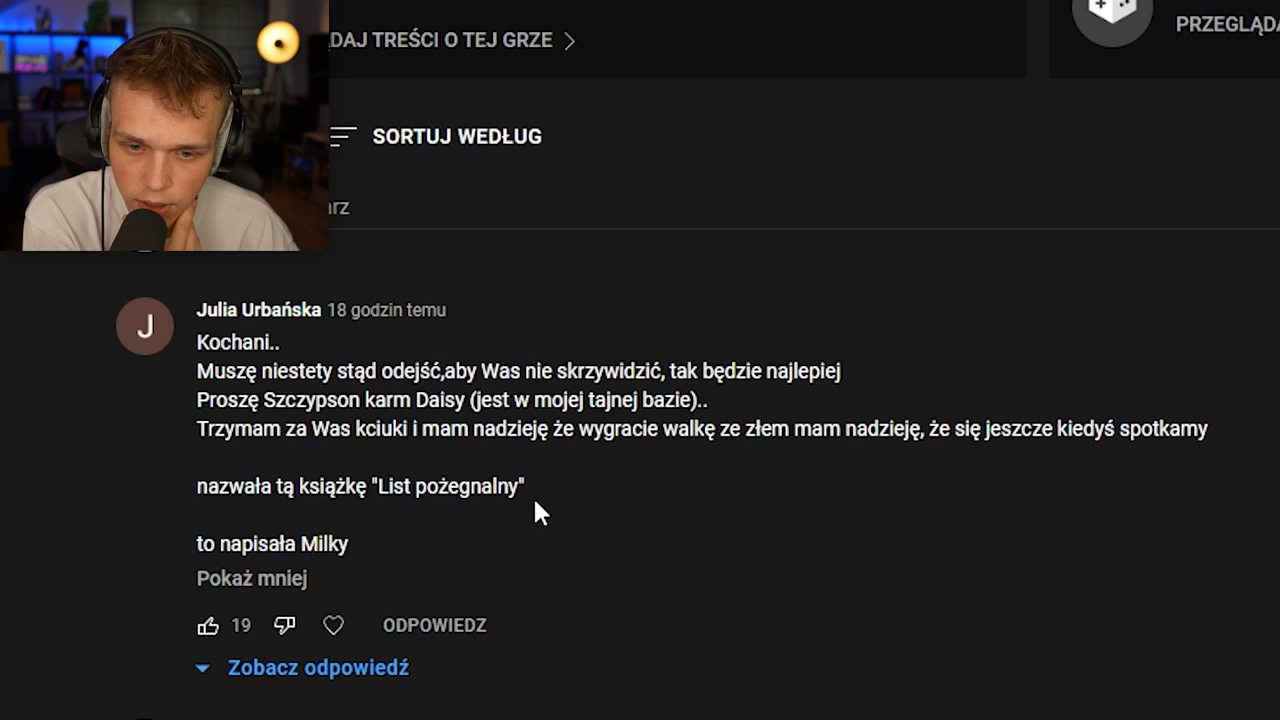 DAJ TREŚCI O TEJ GRZE
PRZEGLĄDA
SORTUJ WEDŁUG
arz
Julia Urbańska 18 godzin temu
J
Kochani..
Muszę niestety stąd odejść,aby Was nie skrzywidzić, tak będzie najlepiej
Proszę Szczypson karm Daisy (jest w mojej tajnej bazie)..
Trzymam za Was kciuki i mam nadzieję że wygracie walkę ze złem mam nadzieję, że się jeszcze kiedyś spotkamy
nazwała tą książkę "List pożegnalny"
to napisała Milky
Pokaż mniej
19
ODPOWIEDZ
Zobacz odpowiedź